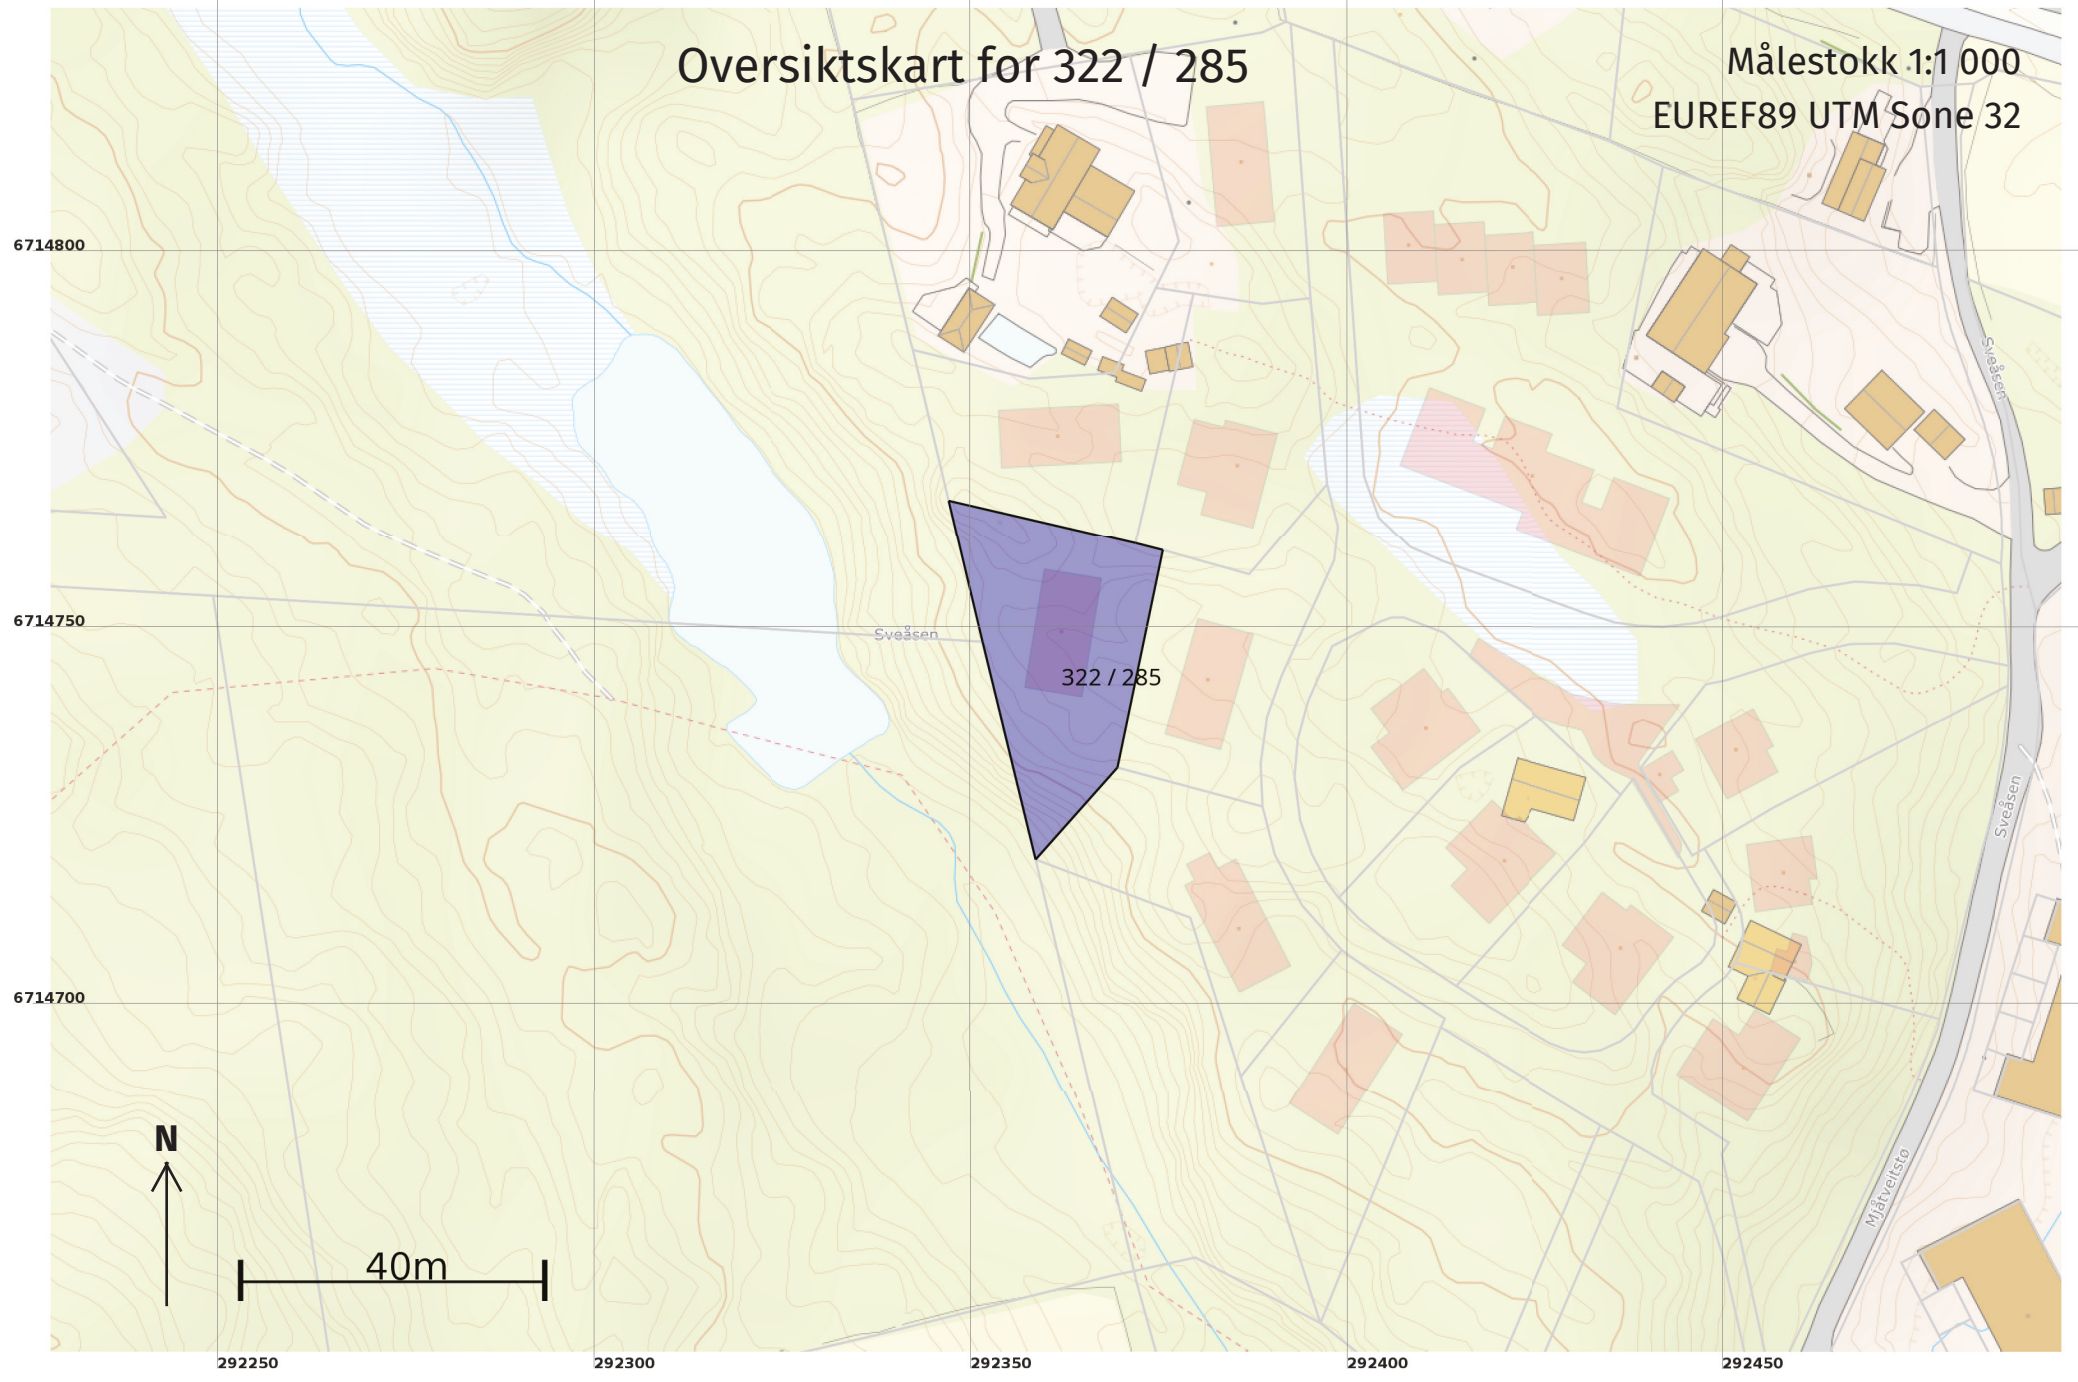 Oversiktskart for 322 / 285
Målestokk 1:1 000
EUREF89 UTM Sone 32
6714800
Sveåsen
6714750
Sveåsen
322 / 285
Sveåsen
6714700
N
Mjåtveitstø
40m
292250
292300
292350
292400
292450